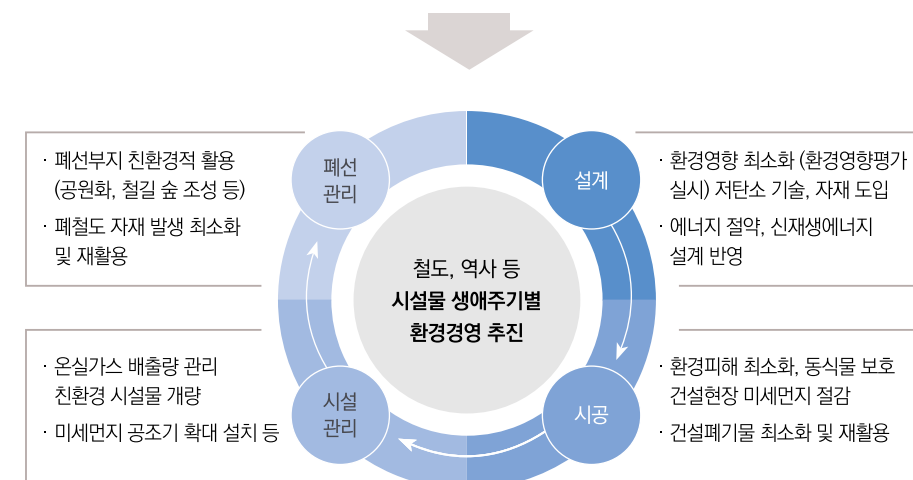 · 폐선부지 친환경적 활용
(공원화, 철길 숲 조성 등)
· 폐철도 자재 발생 최소화
및 재활용
폐선
관리
설계
· 환경영향 최소화 (환경영향평가
실시) 저탄소 기술, 자재 도입
· 에너지 절약, 신재생에너지
설계 반영
철도, 역사 등
시설물 생애주기별
환경경영 추진
· 온실가스 배출량 관리
친환경 시설물 개량
· 미세먼지 공조기 확대 설치 등
시설
관리
시공
· 환경피해 최소화, 동식물 보호
건설현장 미세먼지 절감
· 건설폐기물 최소화 및 재활용